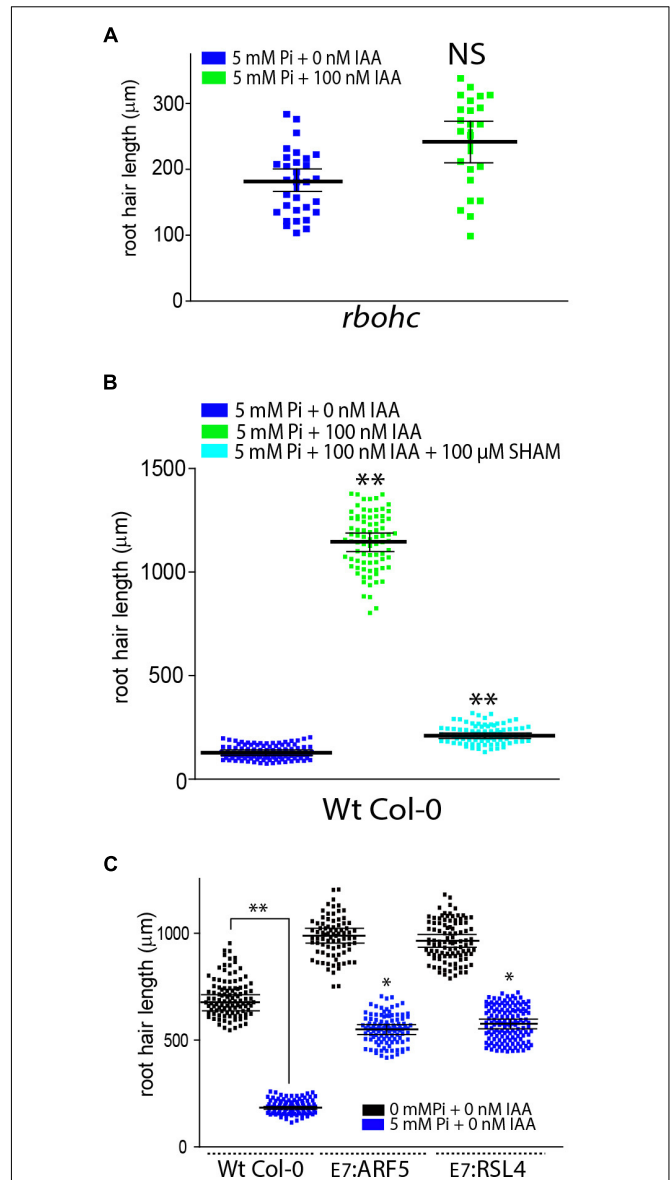 A
5 mM Pi + 0 nM IAA
5 mM Pi + 100 nM IAA
NS
root hair length (μm)
300
200
100
0
rbohc
B
5 mM Pi + 0 nM IAA
5 mM Pi + 100 nM IAA
5 mM Pi + 100 nM IAA + 100 μM SHAM
root hair length (μm)
1500
1000
500
0
**
**
Wt Col-0
C
root hair length (μm)
1000
500
0
**
*
*
0 mMPi + 0 nM IAA
5 mM Pi + 0 nM IAA
Wt Col-0 E7:ARF5 E7:RSL4